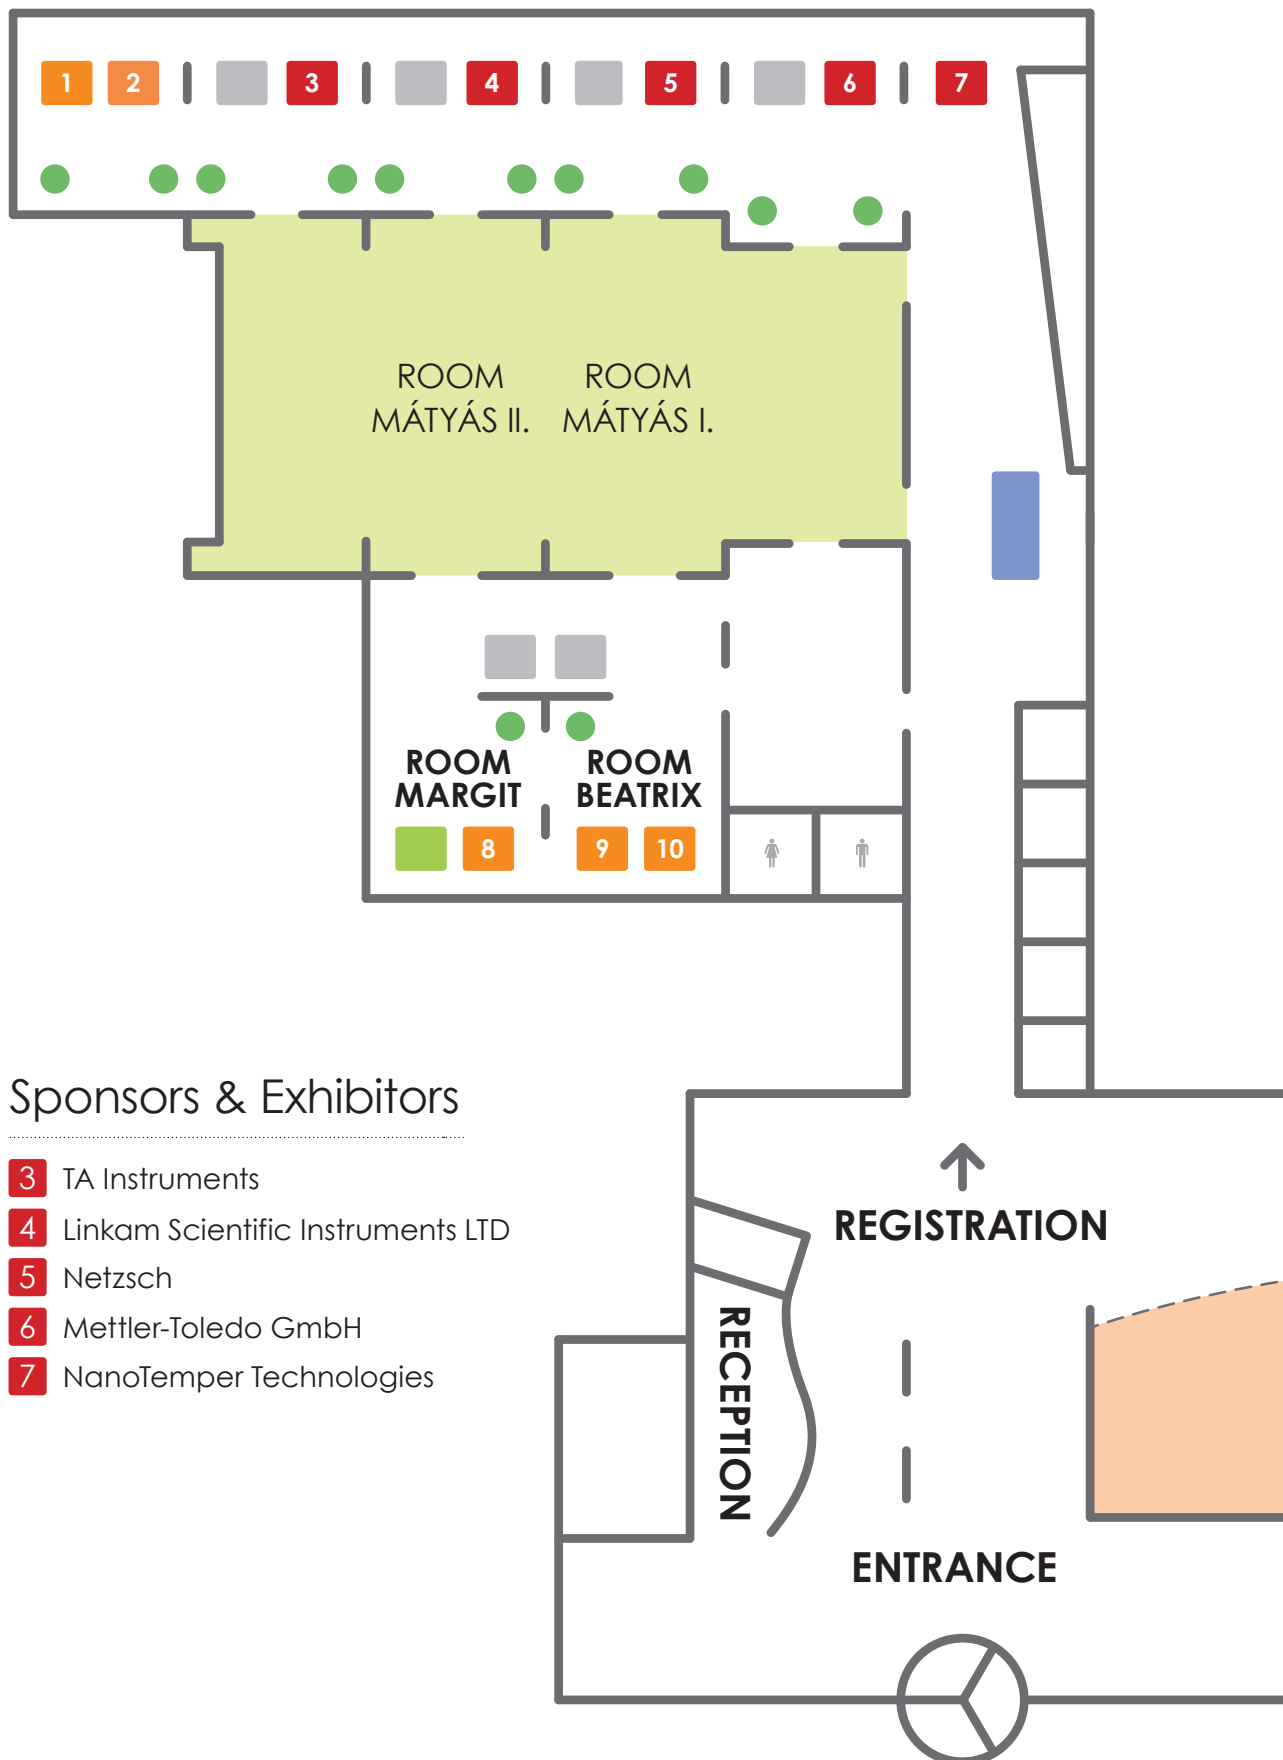 1 2 3 4 5 6 7
ROOM
MÁTYÁS II.
ROOM
MÁTYÁS I.
ROOM
MARGIT
ROOM
BEATRIX
8 9 10
Sponsors & Exhibitors
3 TA Instruments
4 Linkam Scientific Instruments LTD
5 Netzsch
6 Mettler-Toledo GmbH
7 NanoTemper Technologies
REGISTRATION
RECEPTION
ENTRANCE